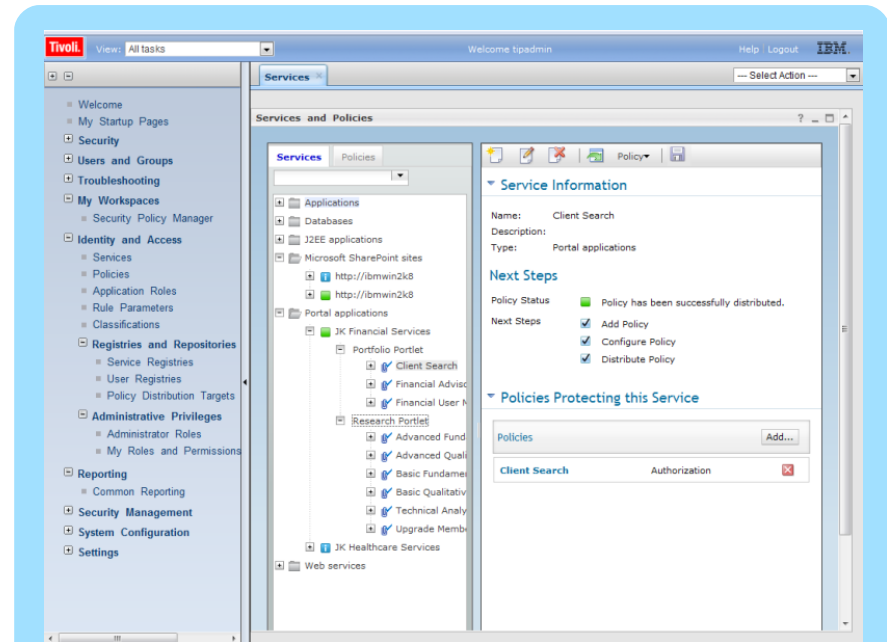 Tivoli. View: All tasks Welcome tipadmin Help Logout IBM.
Services --- Select Action ---
Welcome
My Startup Pages
Security
Users and Groups
Troubleshooting
My Workspaces
Security Policy Manager
Identity and Access
Services
Policies
Application Roles
Rule Parameters
Classifications
Registries and Repositories
Service Registries
User Registries
Policy Distribution Targets
Administrative Privileges
Administrator Roles
My Roles and Permissions
Reporting
Common Reporting
Security Management
System Configuration
Settings
Services and Policies
Services Policies
Applications
Databases
J2EE applications
Microsoft SharePoint sites
http://ibmwin2k8
http://ibmwin2k8
Portal applications
JK Financial Services
Portfolio Portlet
Client Search
Financial Adviso
Financial User
Research Portlet
Advanced Fund
Advanced Quali
Basic Fundamen
Basic Qualitativ
Technical Analy
Upgrade Membe
JK Healthcare Services
Web services
Policy
Service Information
Name: Client Search
Description:
Type: Portal applications
Next Steps
Policy Status Policy has been successfully distributed.
Next Steps Add Policy
Configure Policy
Distribute Policy
Policies Protecting this Service
Policies Add...
Client Search Authorization